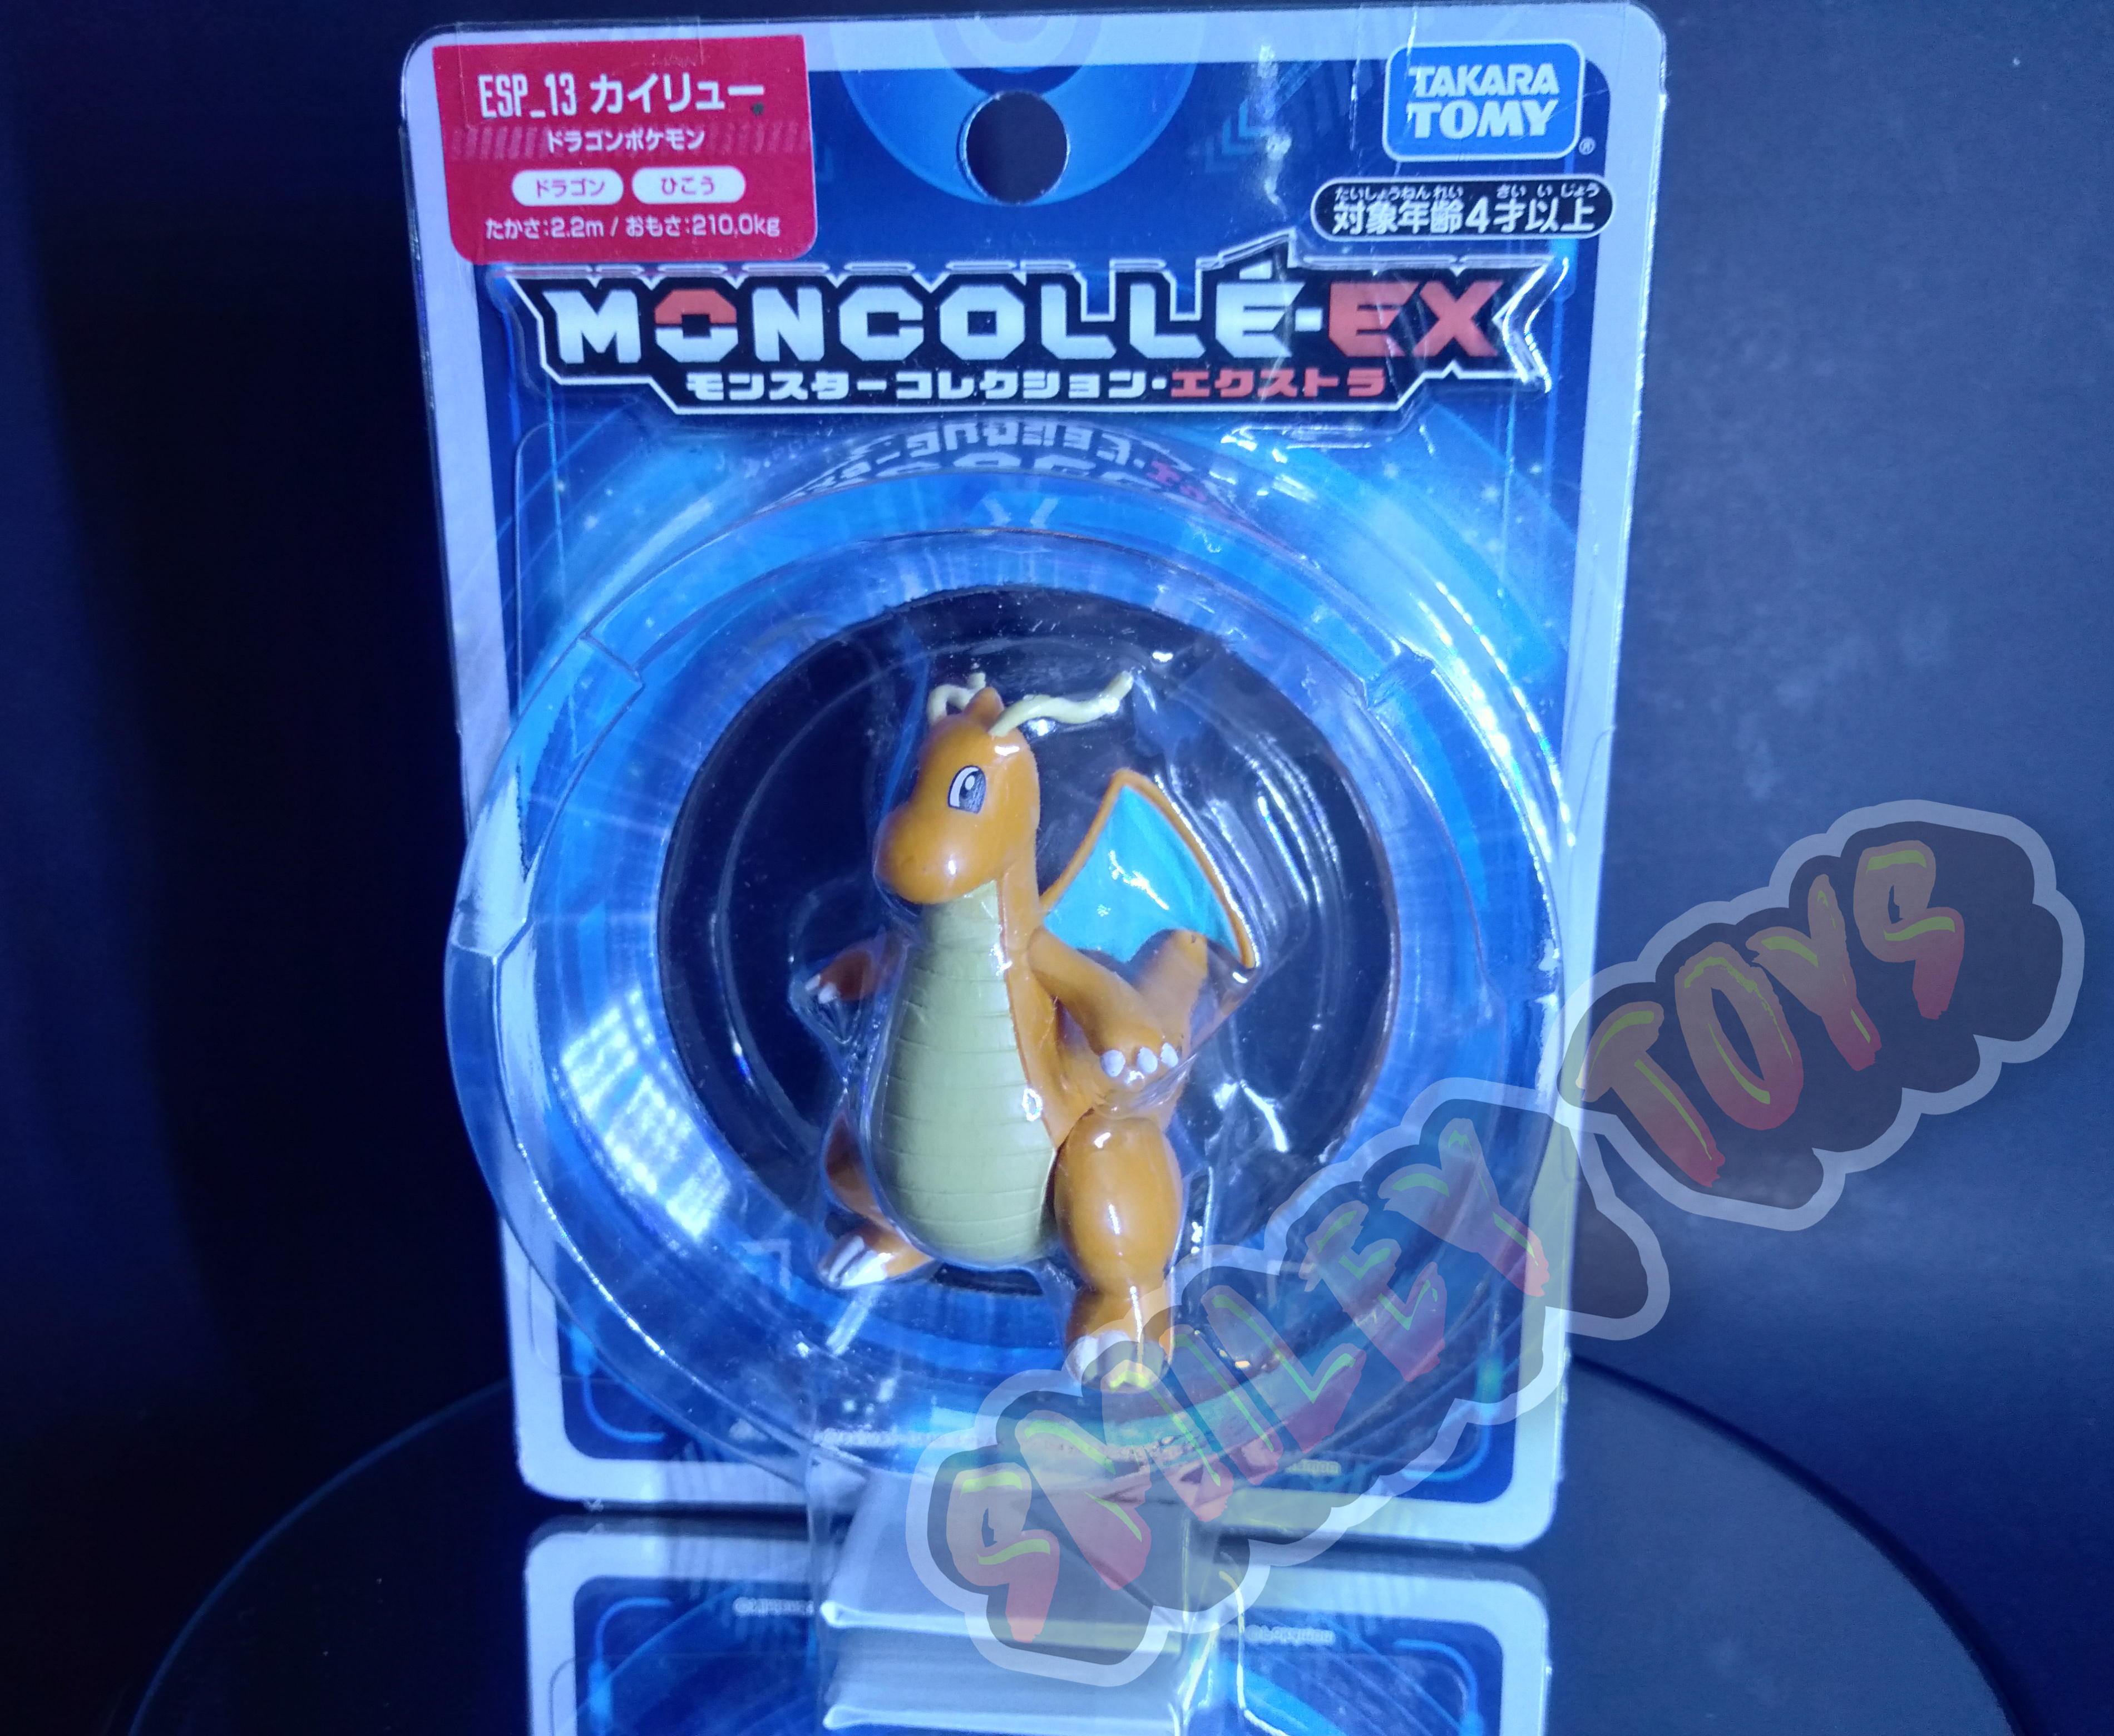 ESP_13 カイリュー
ドラゴンポケモン
ドラゴン ひこう
たかさ:2.2m / おもさ:210.0kg
TAKARA
TOMY
®
たいしょうねんれい さい い じょう
対象年齢4才以上
MONCOLLÉ-EX
モンスターコレクション・エクストラ
SMILEY TOYS